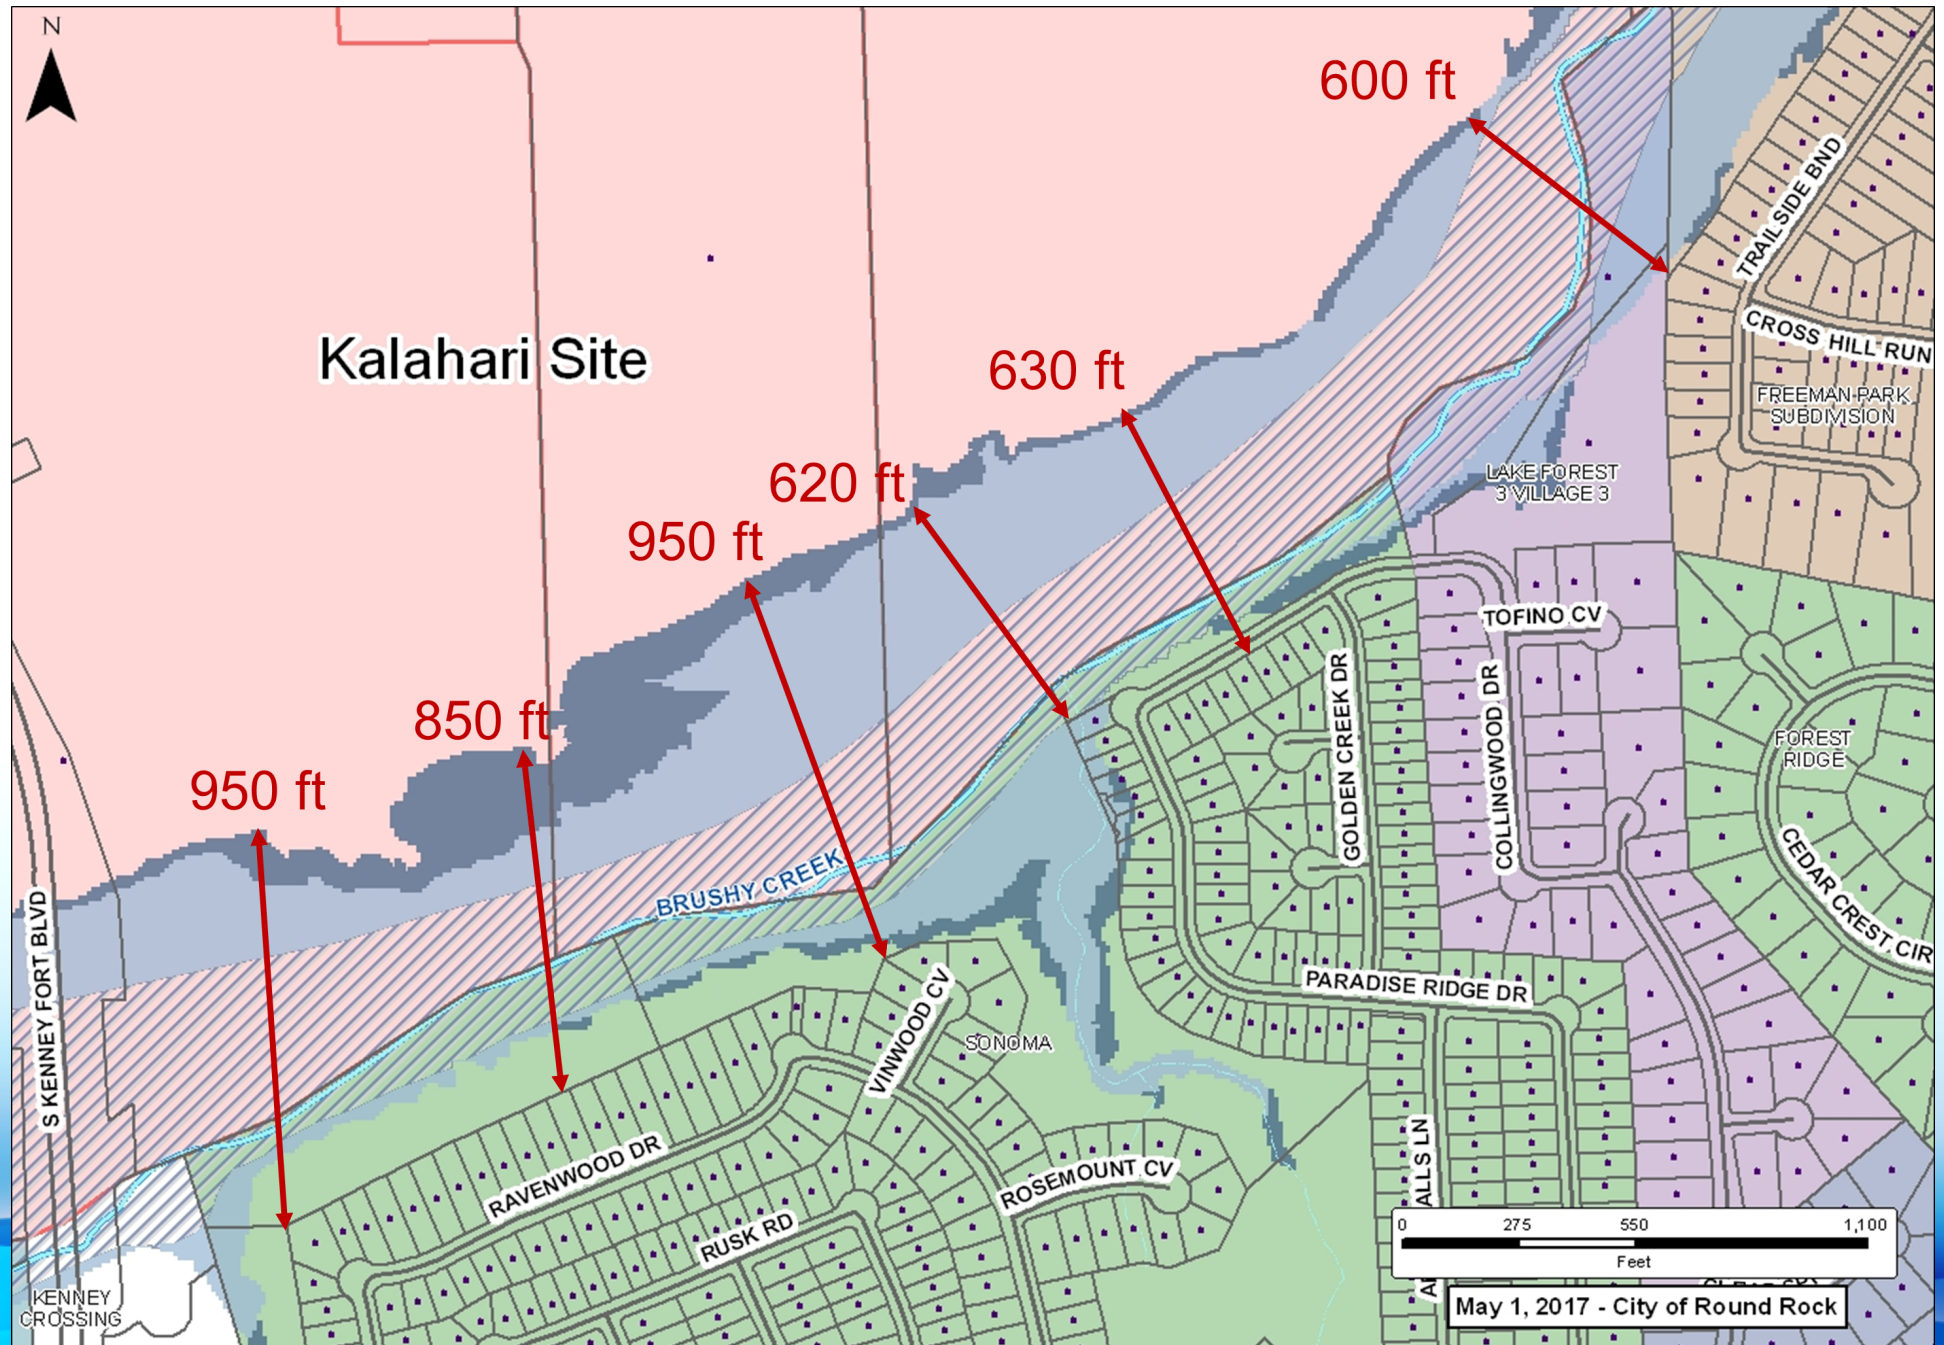 N
600 ft
TRAILSIDE BND
CROSS HILL RUN
Kalahari Site
630 ft
FREEMAN PARK
SUBDIVISION
620 ft
LAKE FOREST
3 VILLAGE 3
950 ft
TOFINO CV
850 ft
GOLDEN CREEK DR
COLLINGWOOD DR
FOREST
RIDGE
950 ft
BRUSHY CREEK
CEDAR CREST CIR
S KENNEY FORT BLVD
PARADISE RIDGE DR
VINWOOD CV
SONOMA
RAVENWOOD DR
ROSEMOUNT CV
ALLS LN
RUSK RD
0 275 550 1,100
Feet
KENNEY
CROSSING
May 1, 2017 - City of Round Rock